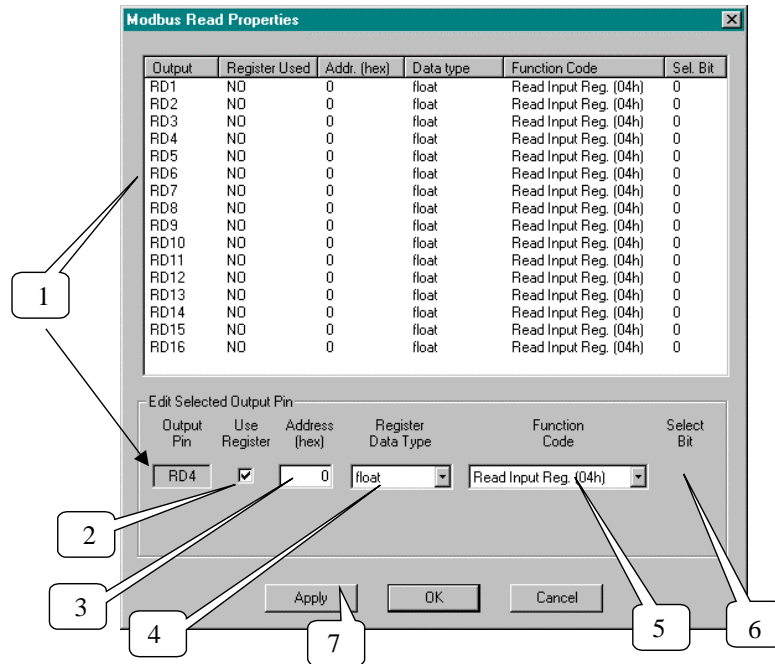 Modbus Read Properties
Output Register Used Addr. (hex) Data type Function Code Sel. Bit
RD1 NO 0 float Read Input Reg. (04h) 0
RD2 NO 0 float Read Input Reg. (04h) 0
RD3 NO 0 float Read Input Reg. (04h) 0
RD4 NO 0 float Read Input Reg. (04h) 0
RD5 NO 0 float Read Input Reg. (04h) 0
RD6 NO 0 float Read Input Reg. (04h) 0
RD7 NO 0 float Read Input Reg. (04h) 0
RD8 NO 0 float Read Input Reg. (04h) 0
RD9 NO 0 float Read Input Reg. (04h) 0
RD10 NO 0 float Read Input Reg. (04h) 0
RD11 NO 0 float Read Input Reg. (04h) 0
RD12 NO 0 float Read Input Reg. (04h) 0
RD13 NO 0 float Read Input Reg. (04h) 0
RD14 NO 0 float Read Input Reg. (04h) 0
RD15 NO 0 float Read Input Reg. (04h) 0
RD16 NO 0 float Read Input Reg. (04h) 0
1
Edit Selected Output Pin
Output Use Address Register Function Select
Pin Register (hex) Data Type Code Bit
RD4 0 float Read Input Reg. (04h)
2
Apply OK Cancel
3 4 7 5 6